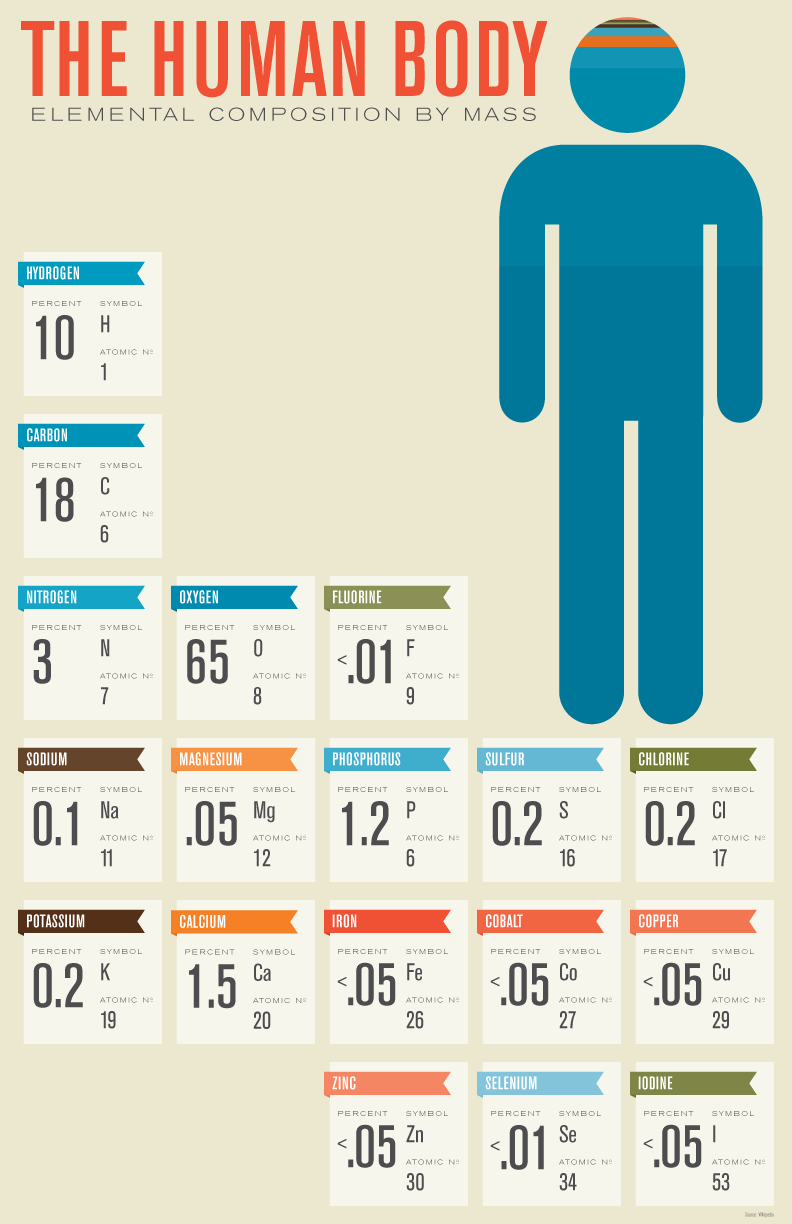 THE HUMAN BODY
ELEMENTAL COMPOSITION BY MASS
HYDROGEN
PERCENT SYMBOL
10 H
ATOMIC Nº
1
CARBON
PERCENT SYMBOL
18 C
ATOMIC Nº
6
NITROGEN
PERCENT SYMBOL
3 N
ATOMIC Nº
7
OXYGEN
PERCENT SYMBOL
65 O
ATOMIC Nº
8
FLUORINE
PERCENT SYMBOL
<.01 F
ATOMIC Nº
9
SODIUM
PERCENT SYMBOL
0.1 Na
ATOMIC Nº
11
MAGNESIUM
PERCENT SYMBOL
.05 Mg
ATOMIC Nº
12
PHOSPHORUS
PERCENT SYMBOL
1.2 P
ATOMIC Nº
6
SULFUR
PERCENT SYMBOL
0.2 S
ATOMIC Nº
16
CHLORINE
PERCENT SYMBOL
0.2 Cl
ATOMIC Nº
17
POTASSIUM
PERCENT SYMBOL
0.2 K
ATOMIC Nº
19
CALCIUM
PERCENT SYMBOL
1.5 Ca
ATOMIC Nº
20
IRON
PERCENT SYMBOL
<.05 Fe
ATOMIC Nº
26
COBALT
PERCENT SYMBOL
<.05 Co
ATOMIC Nº
27
COPPER
PERCENT SYMBOL
<.05 Cu
ATOMIC Nº
29
ZINC
PERCENT SYMBOL
<.05 Zn
ATOMIC Nº
30
SELENIUM
PERCENT SYMBOL
<.01 Se
ATOMIC Nº
34
IODINE
PERCENT SYMBOL
<.05 I
ATOMIC Nº
53
Source: Wikipedia